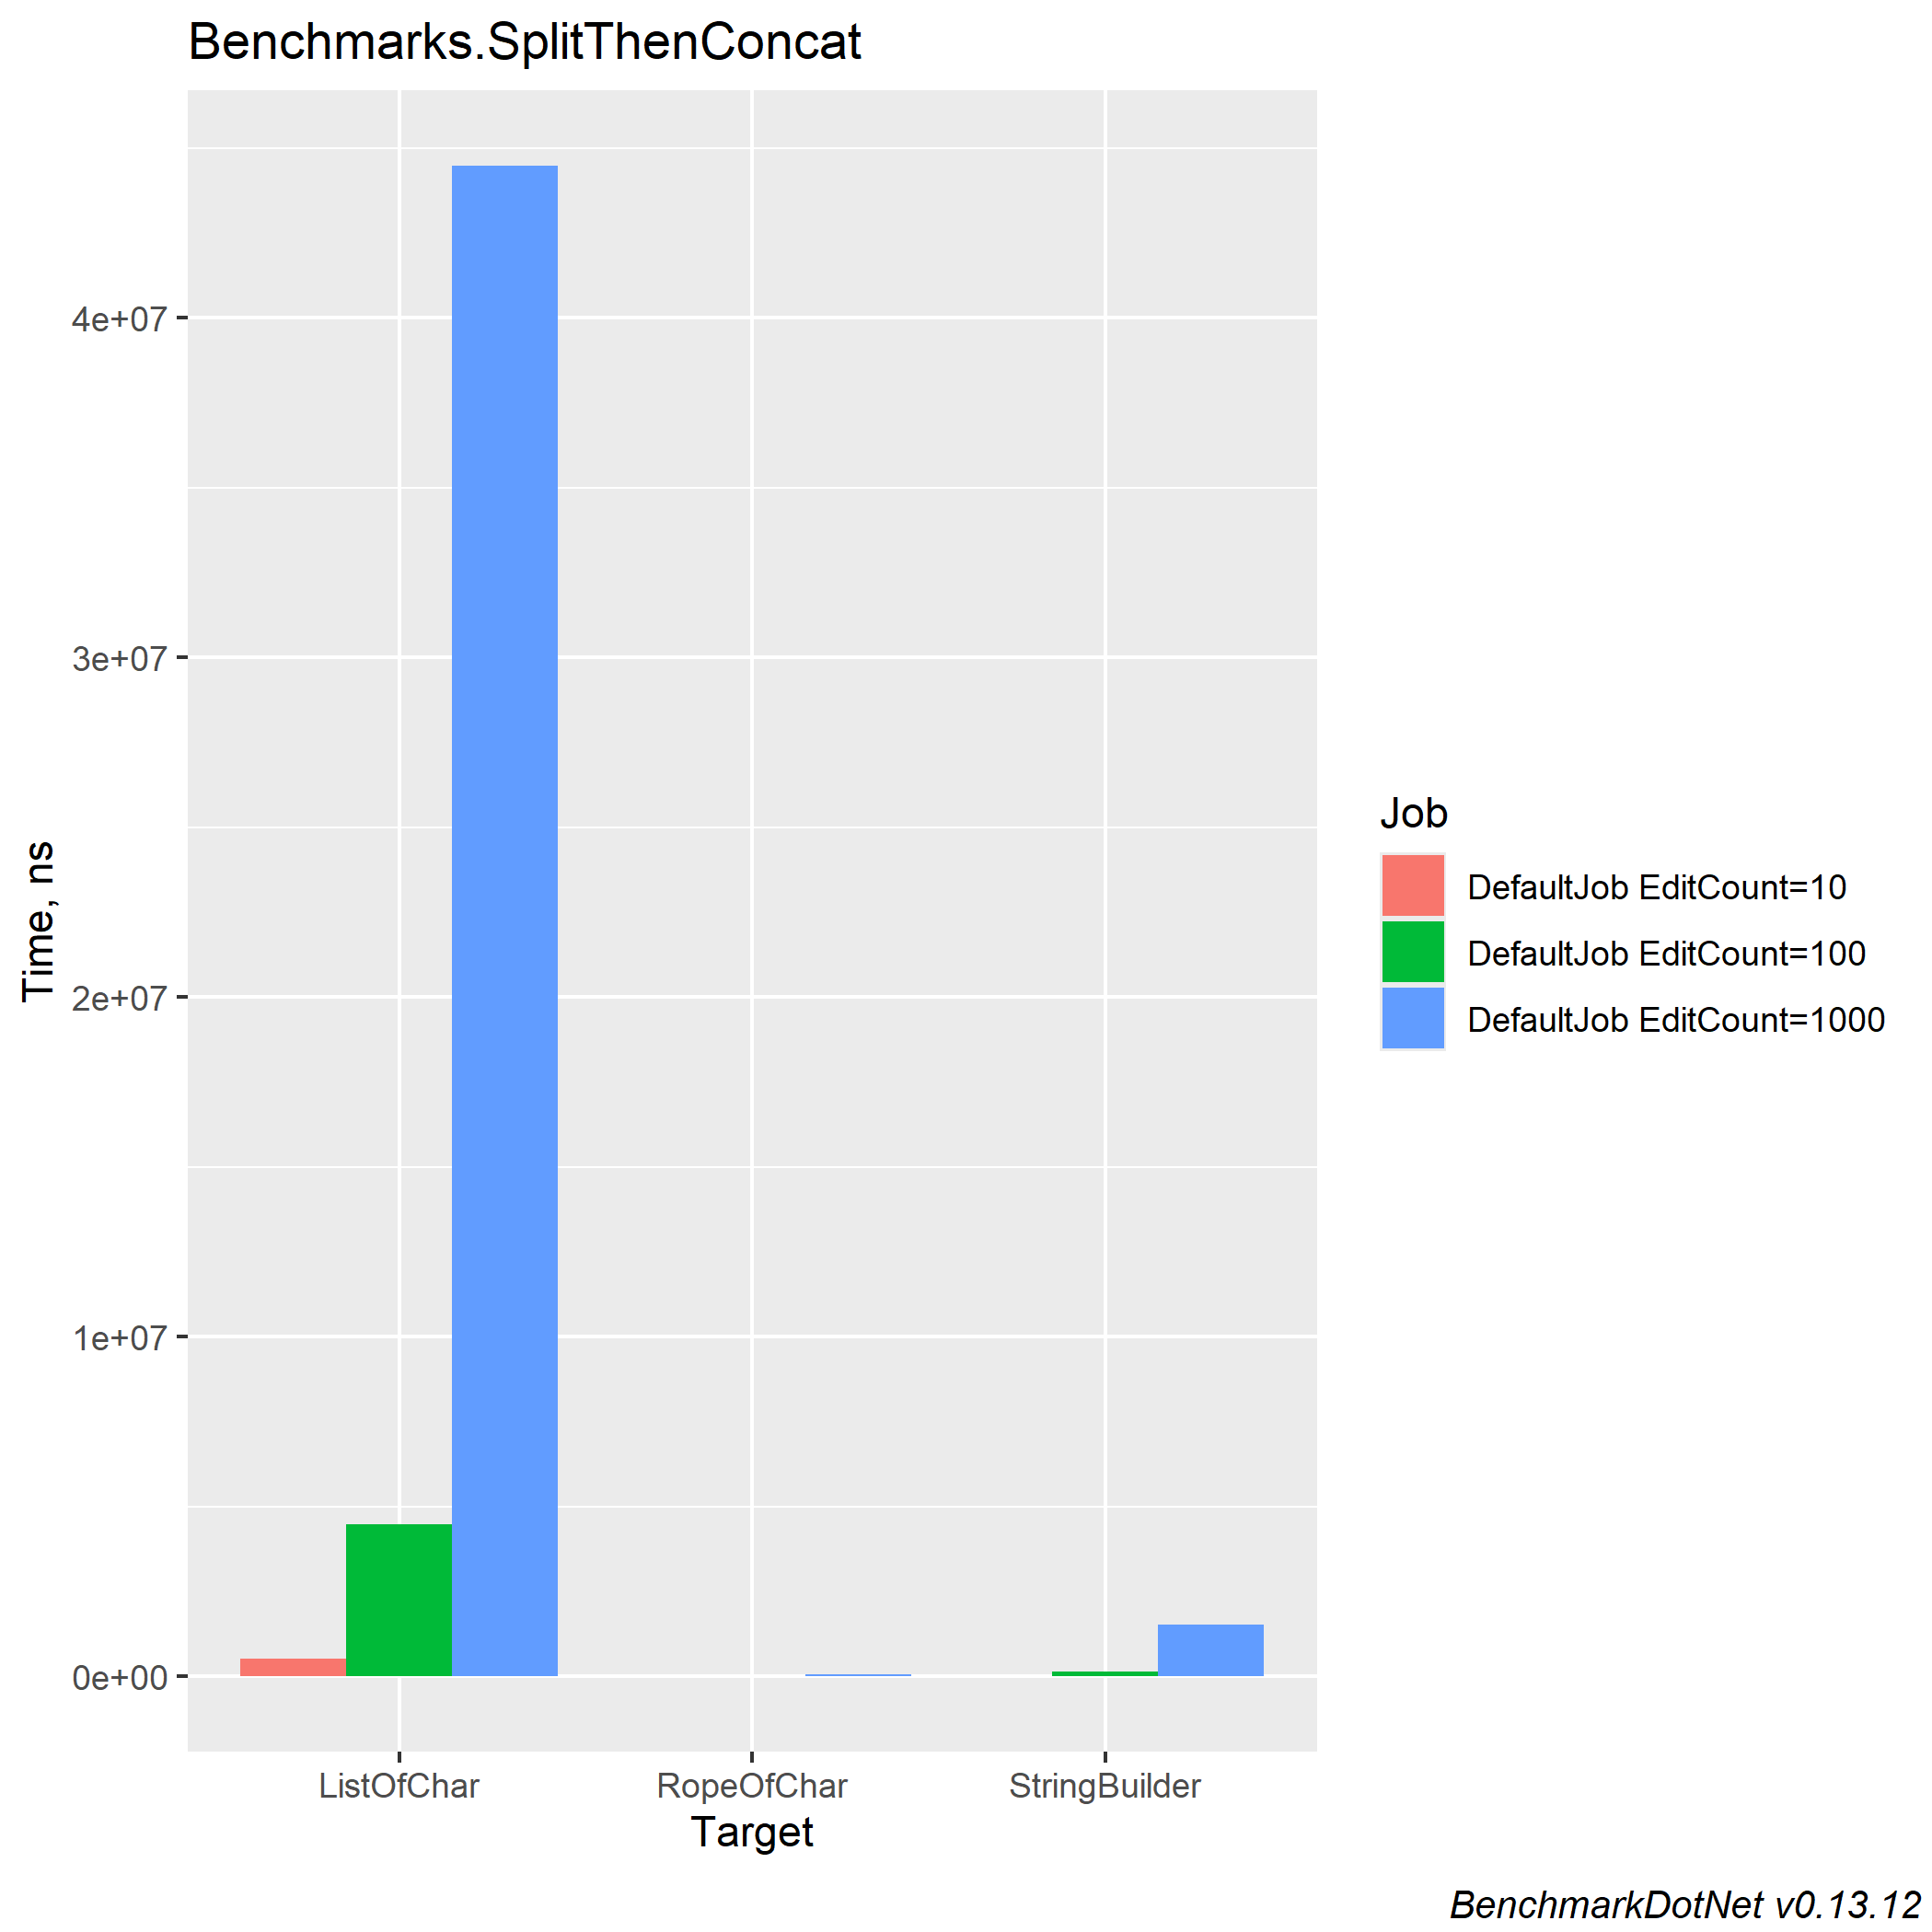 Benchmarks.SplitThenConcat
4e+07
3e+07
2e+07
1e+07
0e+00
Time, ns
ListOfChar
RopeOfChar
StringBuilder
Target
Job
DefaultJob EditCount=10
DefaultJob EditCount=100
DefaultJob EditCount=1000
BenchmarkDotNet v0.13.12